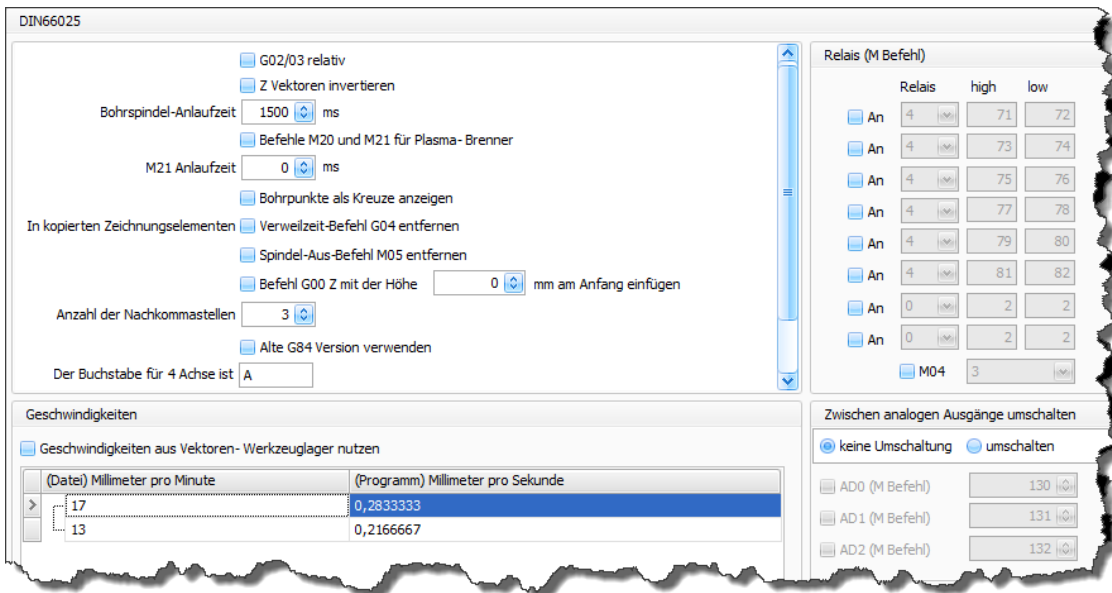 DIN66025
G02/03 relativ
Z Vektoren invertieren
Bohrspindel-Anlaufzeit 1500 ms
Befehle M20 und M21 für Plasma- Brenner
M21 Anlaufzeit 0 ms
Bohrpunkte als Kreuze anzeigen
In kopierten Zeichnungselementen Verweilzeit-Befehl G04 entfernen
Spindel-Aus-Befehl M05 entfernen
Befehl G00 Z mit der Höhe 0 mm am Anfang einfügen
Anzahl der Nachkommastellen 3
Alte G84 Version verwenden
Der Buchstabe für 4 Achse ist A
Relais (M Befehl)
Relais high low
An 4 71 72
An 4 73 74
An 4 75 76
An 4 77 78
An 4 79 80
An 4 81 82
An 0 2 2
An 0 2 2
M04 3
Geschwindigkeiten
Geschwindigkeiten aus Vektoren- Werkzeuglager nutzen
(Datei) Millimeter pro Minute (Programm) Millimeter pro Sekunde
17 0,2833333
13 0,2166667
Zwischen analogen Ausgänge umschalten
keine Umschaltung umschalten
AD0 (M Befehl) 130
AD1 (M Befehl) 131
AD2 (M Befehl) 132